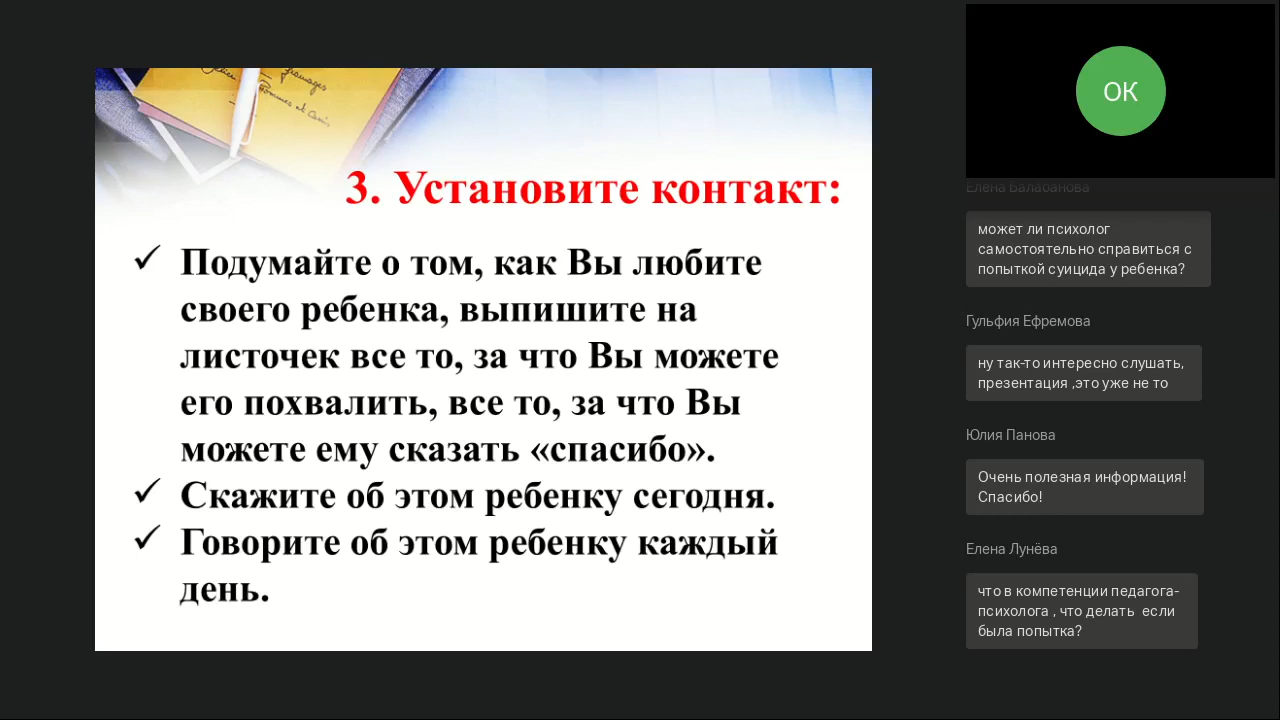 3. Установите контакт:
Подумайте о том, как Вы любите
своего ребенка, выпишите на
листочек все то, за что Вы можете
его похвалить, все то, за что Вы
можете ему сказать «спасибо».
Скажите об этом ребенку сегодня.
Говорите об этом ребенку каждый
день.
ОК
Елена Балабанова
может ли психолог
самостоятельно справиться с
попыткой суицида у ребенка?
Гульфия Ефремова
ну так-то интересно слушать,
презентация ,это уже не то
Юлия Панова
Очень полезная информация!
Спасибо!
Елена Лунёва
что в компетенции педагога-
психолога , что делать  если
была попытка?